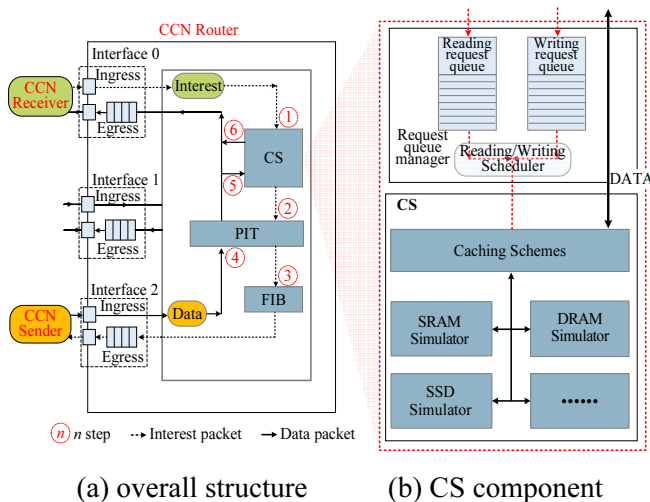 CCN Router
Interface 0
Ingress
CCN
Receiver
Egress
Interest
1
6
CS
5
2
Interface 1
Ingress
Egress
PIT
4
3
Interface 2
Ingress
CCN
Sender
Data
FIB
Egress
n n step
Interest packet
Data packet
(a) overall structure
Reading
request
queue
Writing
request
queue
Request
queue
manager
Reading/Writing
Scheduler
DATA
CS
Caching Schemes
SRAM
Simulator
DRAM
Simulator
SSD
Simulator
••••••
(b) CS component